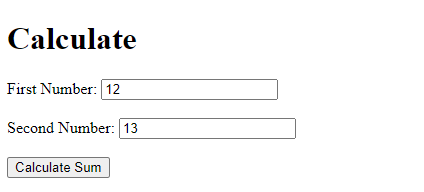 Calculate
First Number: 12
Second Number: 13
Calculate Sum